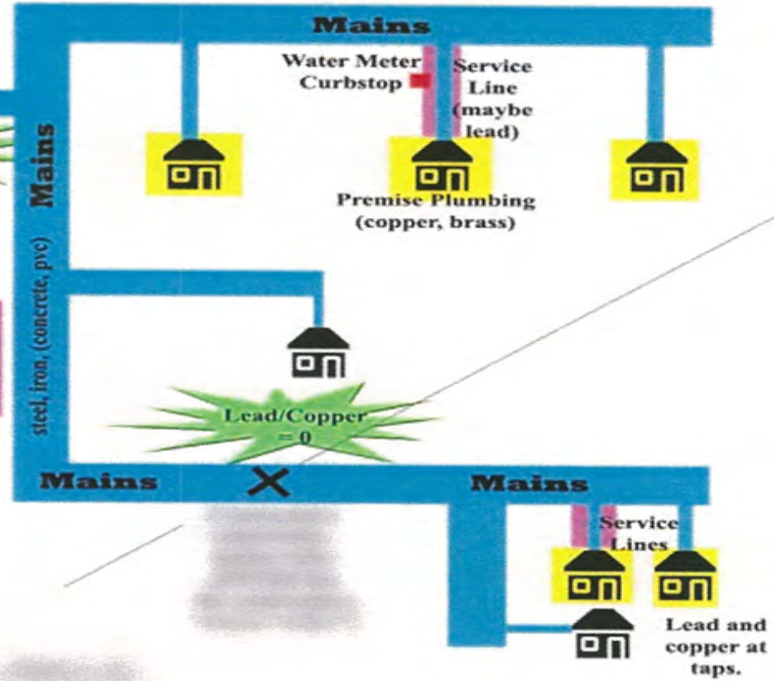 Mains
Water Meter
Curbstop
Service
Line
(maybe
lead)
Mains
Premise Plumbing
(copper, brass)
steel, iron, (concrete, pvc)
Lead/Copper
= 0
Mains
X
Mains
Service
Lines
Lead and
copper at
taps.